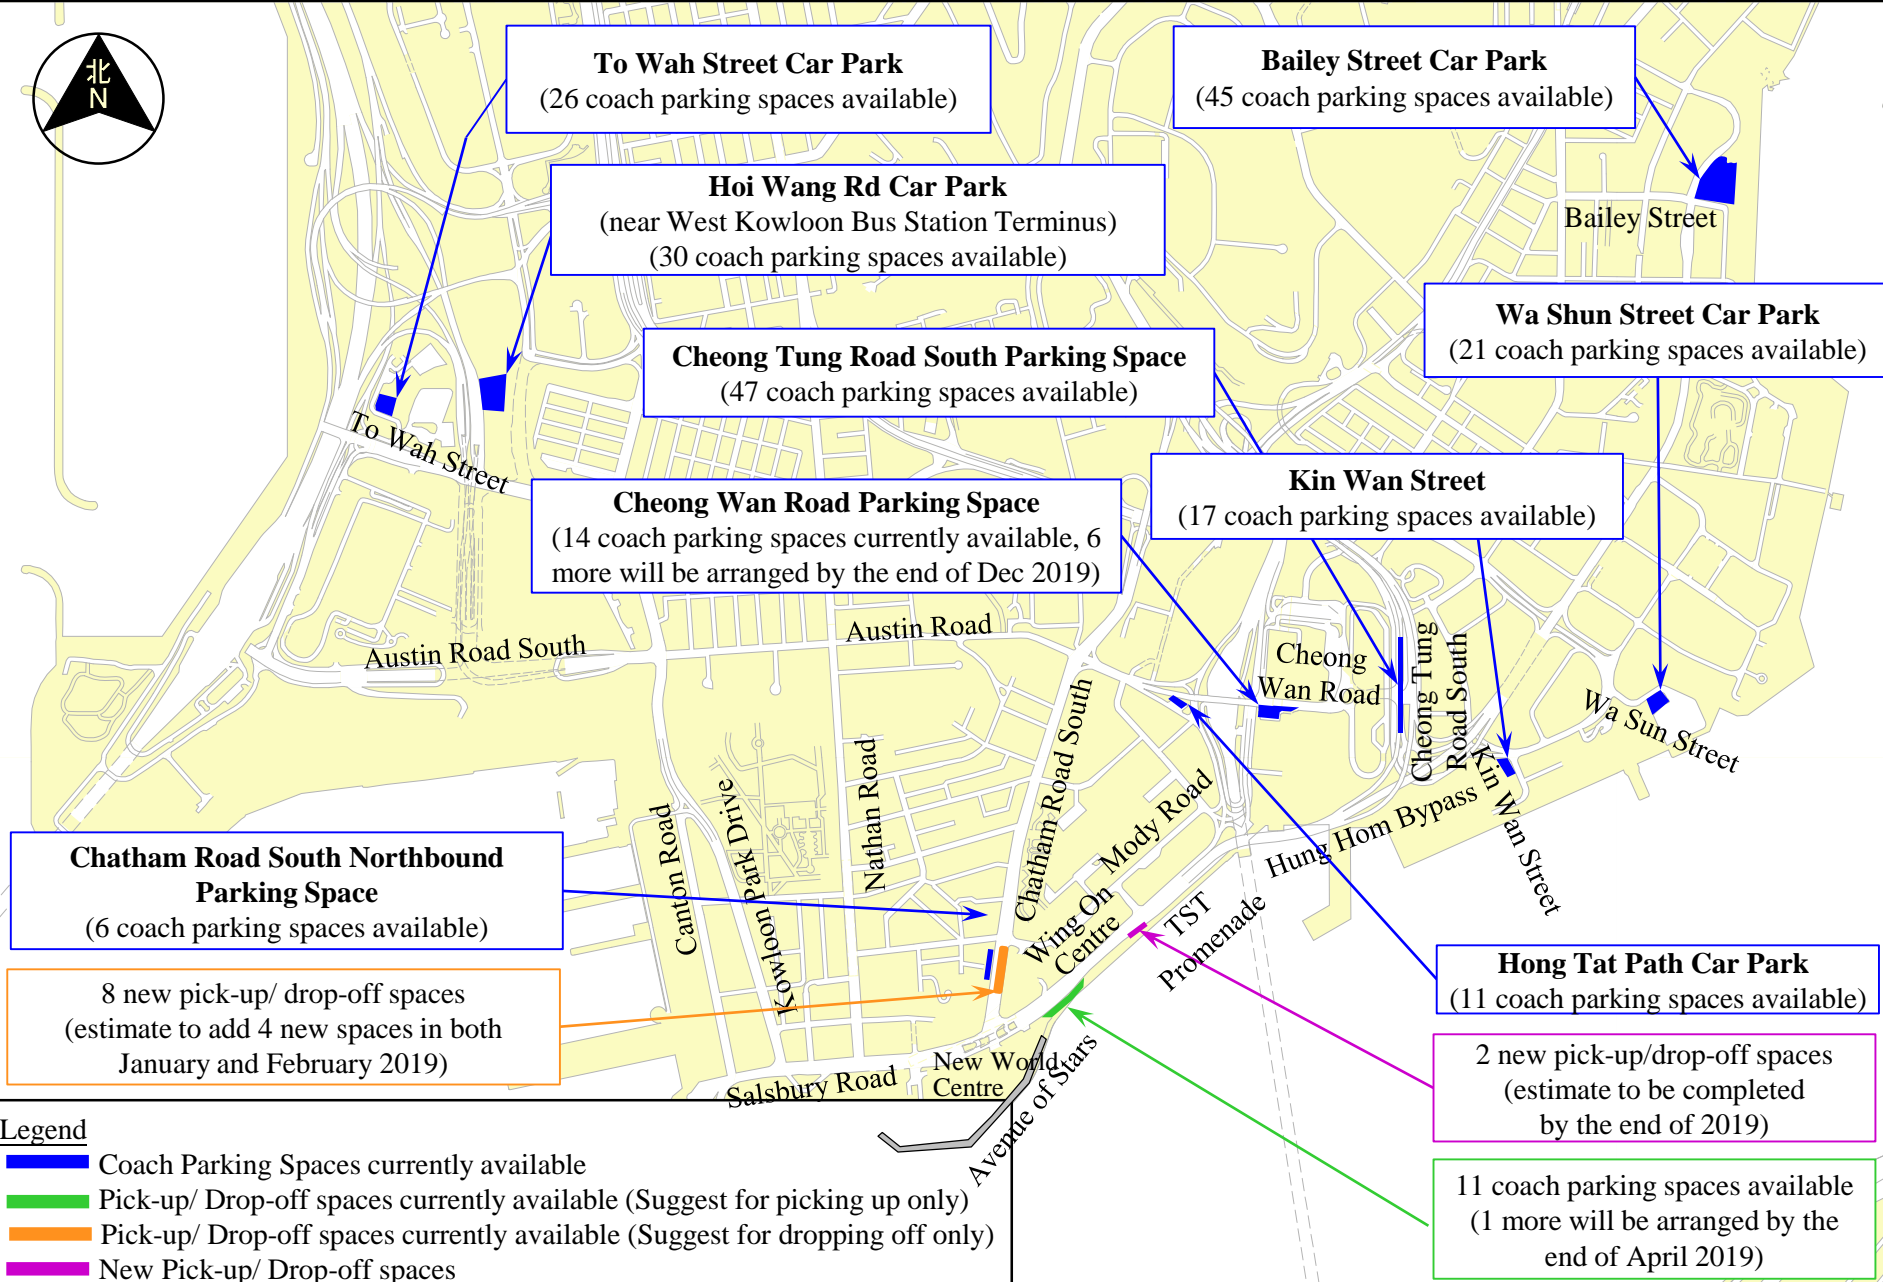 北
N
To Wah Street Car Park
(26 coach parking spaces available)
Bailey Street Car Park
(45 coach parking spaces available)
Hoi Wang Rd Car Park
(near West Kowloon Bus Station Terminus)
(30 coach parking spaces available)
Bailey Street
Wa Shun Street Car Park
(21 coach parking spaces available)
Cheong Tung Road South Parking Space
(47 coach parking spaces available)
To Wah Street
Kin Wan Street
(17 coach parking spaces available)
Cheong Wan Road Parking Space
(14 coach parking spaces currently available, 6
more will be arranged by the end of Dec 2019)
Austin Road South
Austin Road
Cheong
Wan Road
Cheong Tung
Road South
Wa Sun Street
Kin Wan Street
Hung Hom Bypass
Chatham Road South
Mody Road
Nathan Road
Kowloon Park Drive
Canton Road
Wing On
Centre
TST
Promenade
Chatham Road South Northbound
Parking Space
(6 coach parking spaces available)
8 new pick-up/ drop-off spaces
(estimate to add 4 new spaces in both
January and February 2019)
Hong Tat Path Car Park
(11 coach parking spaces available)
2 new pick-up/drop-off spaces
(estimate to be completed
by the end of 2019)
11 coach parking spaces available
(1 more will be arranged by the
end of April 2019)
New World
Centre
Salsbury Road
Avenue of Stars
Legend
Coach Parking Spaces currently available
Pick-up/ Drop-off spaces currently available (Suggest for picking up only)
Pick-up/ Drop-off spaces currently available (Suggest for dropping off only)
New Pick-up/ Drop-off spaces